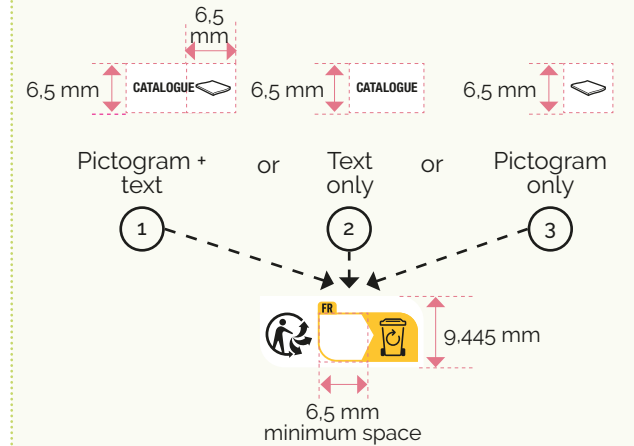 6,5
mm
6,5 mm
CATALOGUE
6,5 mm
CATALOGUE
6,5 mm
Pictogram +
text
or
Text
only
or
Pictogram
only
1
2
3
FR
9,445 mm
6,5 mm
minimum space